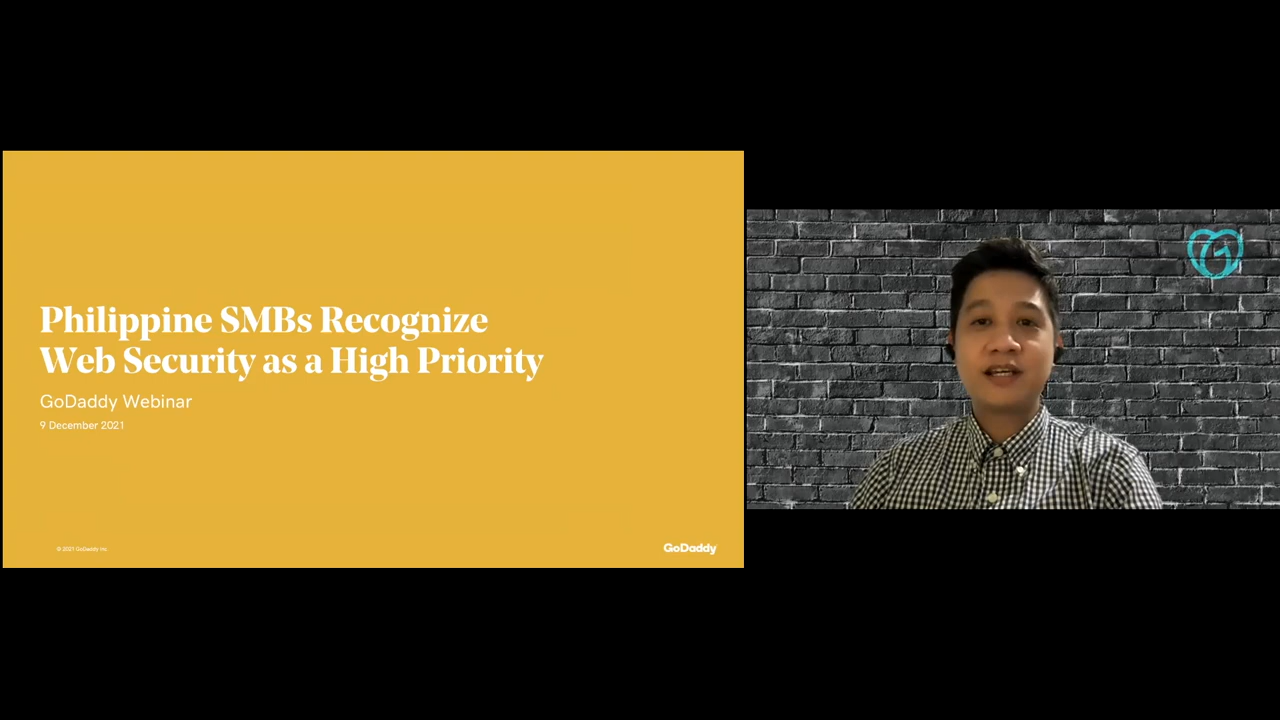 Philippine SMBs Recognize
Web Security as a High Priority
GoDaddy Webinar
9 December 2021
© 2021 GoDaddy Inc.
GoDaddy